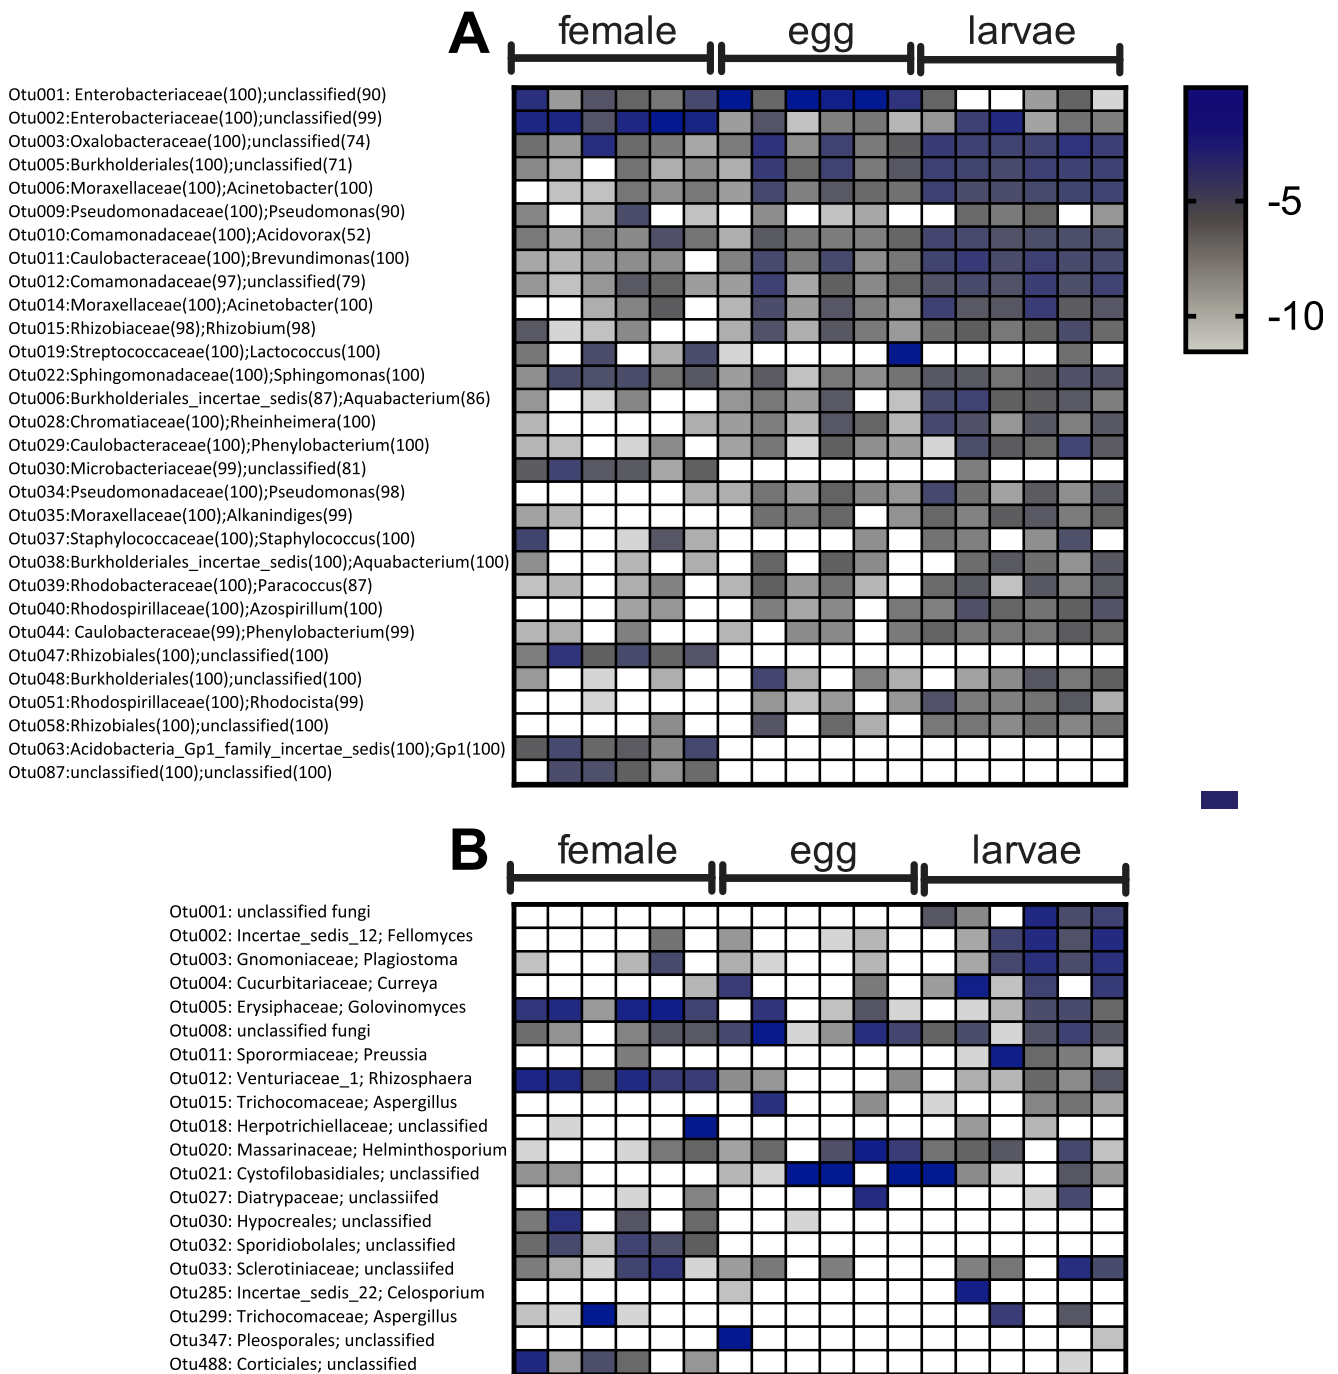 A
female egg larvae
Otu001: Enterobacteriaceae(100);unclassified(90)
Otu002:Enterobacteriaceae(100);unclassified(99)
Otu003:Oxalobacteraceae(100);unclassified(74)
Otu005:Burkholderiales(100);unclassified(71)
Otu006:Moraxellaceae(100);Acinetobacter(100)
Otu009:Pseudomonadaceae(100);Pseudomonas(90)
Otu010:Comamonadaceae(100);Acidovorax(52)
Otu011:Caulobacteraceae(100);Brevundimonas(100)
Otu012:Comamonadaceae(97);unclassified(79)
Otu014:Moraxellaceae(100);Acinetobacter(100)
Otu015:Rhizobiaceae(98);Rhizobium(98)
Otu019:Streptococcaceae(100);Lactococcus(100)
Otu022:Sphingomonadaceae(100);Sphingomonas(100)
Otu006:Burkholderiales_incertae_sedis(87);Aquabacterium(86)
Otu028:Chromatiaceae(100);Rheinheimera(100)
Otu029:Caulobacteraceae(100);Phenylobacterium(100)
Otu030:Microbacteriaceae(99);unclassified(81)
Otu034:Pseudomonadaceae(100);Pseudomonas(98)
Otu035:Moraxellaceae(100);Alkanindiges(99)
Otu037:Staphylococcaceae(100);Staphylococcus(100)
Otu038:Burkholderiales_incertae_sedis(100);Aquabacterium(100)
Otu039:Rhodobacteraceae(100);Paracoccus(87)
Otu040:Rhodospirillaceae(100);Azospirillum(100)
Otu044: Caulobacteraceae(99);Phenylobacterium(99)
Otu047:Rhizobiales(100);unclassified(100)
Otu048:Burkholderiales(100);unclassified(100)
Otu051:Rhodospirillaceae(100);Rhodocista(99)
Otu058:Rhizobiales(100);unclassified(100)
Otu063:Acidobacteria_Gp1_family_incertae_sedis(100);Gp1(100)
Otu087:unclassified(100);unclassified(100)
-5
-10
B
female egg larvae
Otu001: unclassified fungi
Otu002: Incertae_sedis_12; Fellomyces
Otu003: Gnomoniaceae; Plagiostoma
Otu004: Cucurbitariaceae; Curreya
Otu005: Erysiphaceae; Golovinomyces
Otu008: unclassified fungi
Otu011: Sporormiaceae; Preussia
Otu012: Venturiaceae_1; Rhizosphaera
Otu015: Trichocomaceae; Aspergillus
Otu018: Herpotrichiellaceae; unclassified
Otu020: Massarinaceae; Helminthosporium
Otu021: Cystofilobasidiales; unclassified
Otu027: Diatrypaceae; unclassiifed
Otu030: Hypocreales; unclassified
Otu032: Sporidiobolales; unclassified
Otu033: Sclerotiniaceae; unclassiifed
Otu285: Incertae_sedis_22; Celosporium
Otu299: Trichocomaceae; Aspergillus
Otu347: Pleosporales; unclassified
Otu488: Corticiales; unclassified